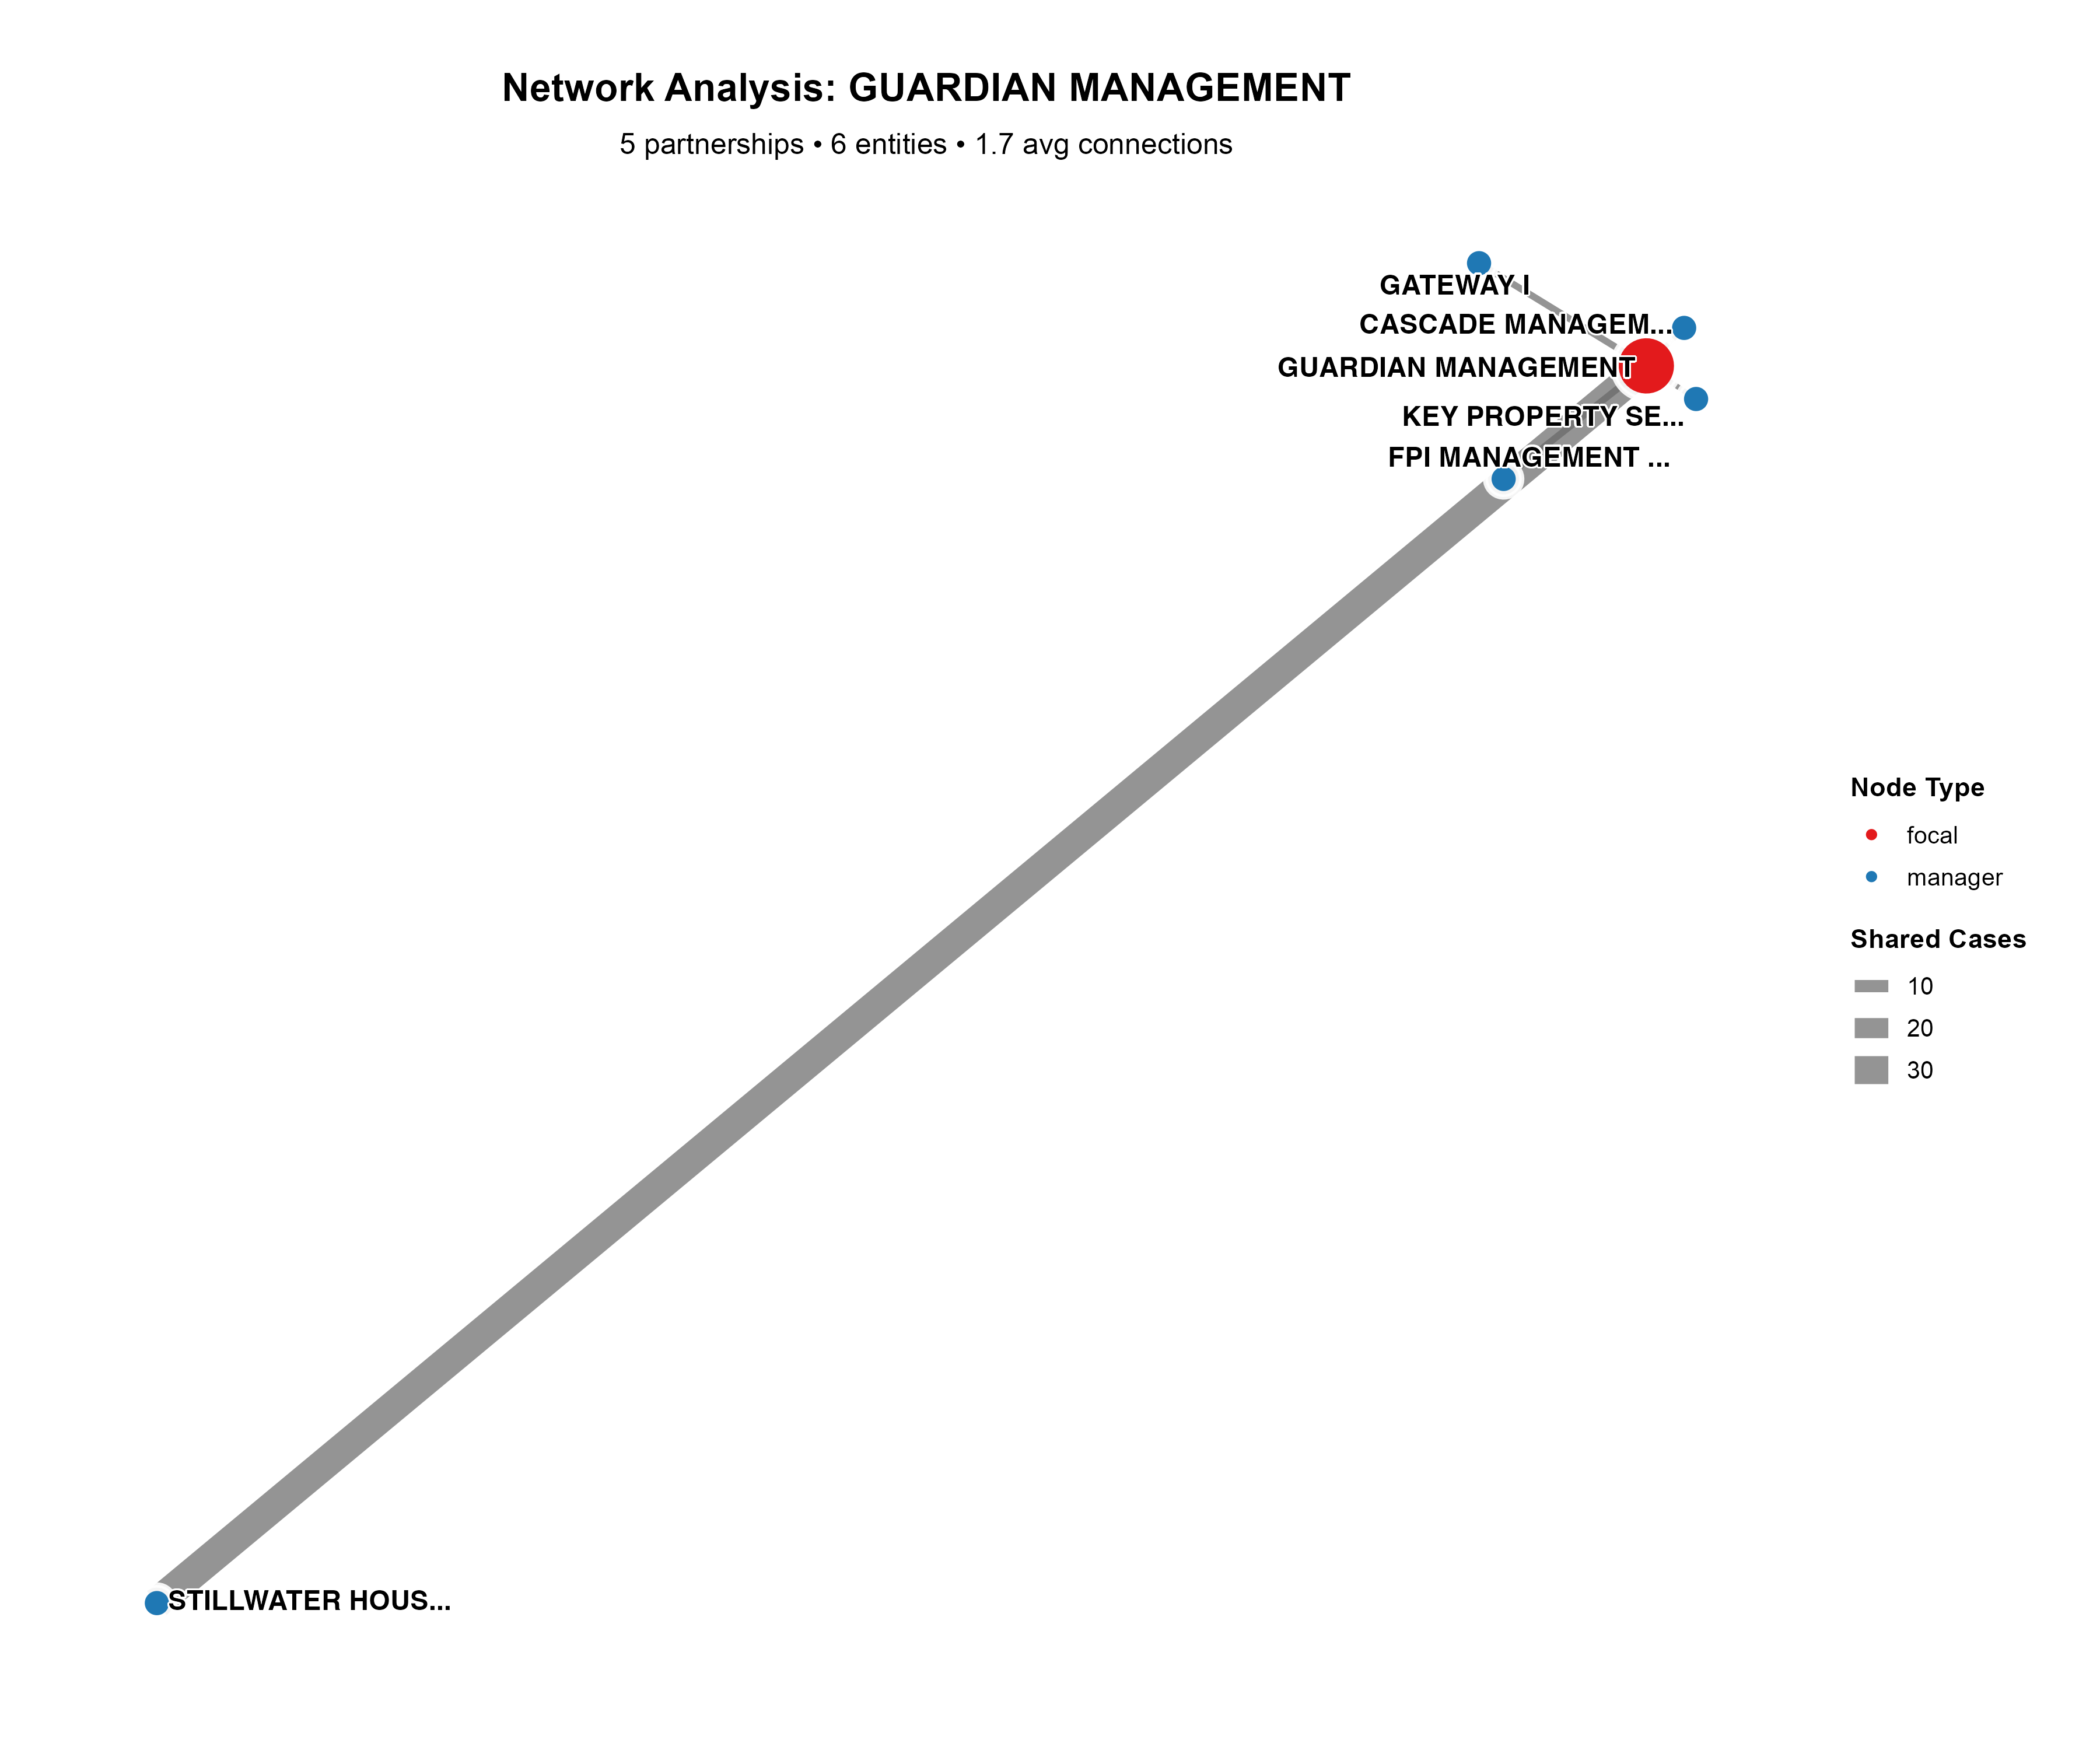 Network Analysis: GUARDIAN MANAGEMENT
5 partnerships • 6 entities • 1.7 avg connections
GATEWAY I
CASCADE MANAGEM...
GUARDIAN MANAGEMENT
KEY PROPERTY SE...
FPI MANAGEMENT ...
STILLWATER HOUS...
Node Type
focal
manager
Shared Cases
10
20
30